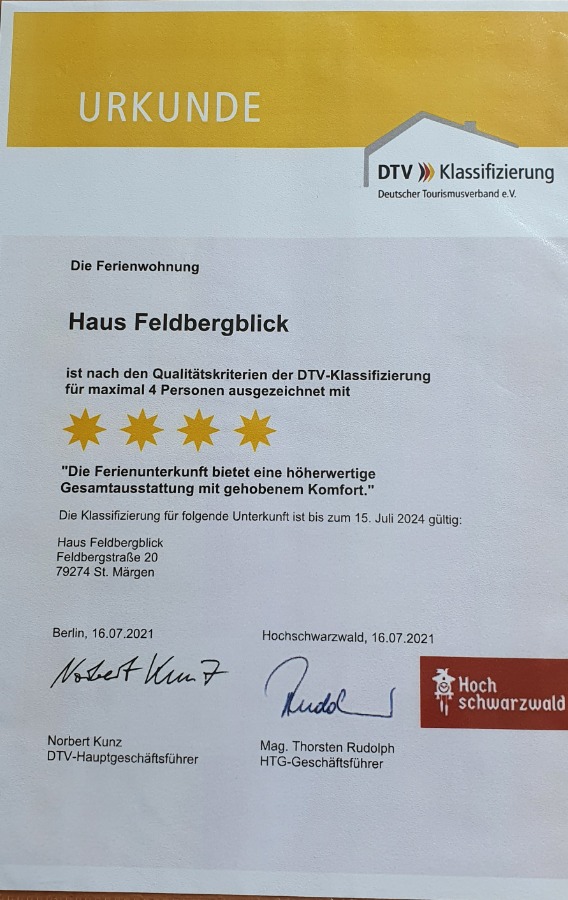 URKUNDE
DTV Klassifizierung
Deutscher Tourismusverband e.V.
Die Ferienwohnung
Haus Feldbergblick
ist nach den Qualitätskriterien der DTV-Klassifizierung
für maximal 4 Personen ausgezeichnet mit
"Die Ferienunterkunft bietet eine höherwertige
Gesamtausstattung mit gehobenem Komfort."
Die Klassifizierung für folgende Unterkunft ist bis zum 15. Juli 2024 gültig:
Haus Feldbergblick
Feldbergstraße 20
79274 St. Märgen
Berlin, 16.07.2021
Hochschwarzwald, 16.07.2021
Norbert Kunz
Rudol
Hoch
schwarzwald
Norbert Kunz
DTV-Hauptgeschäftsführer
Mag. Thorsten Rudolph
HTG-Geschäftsführer